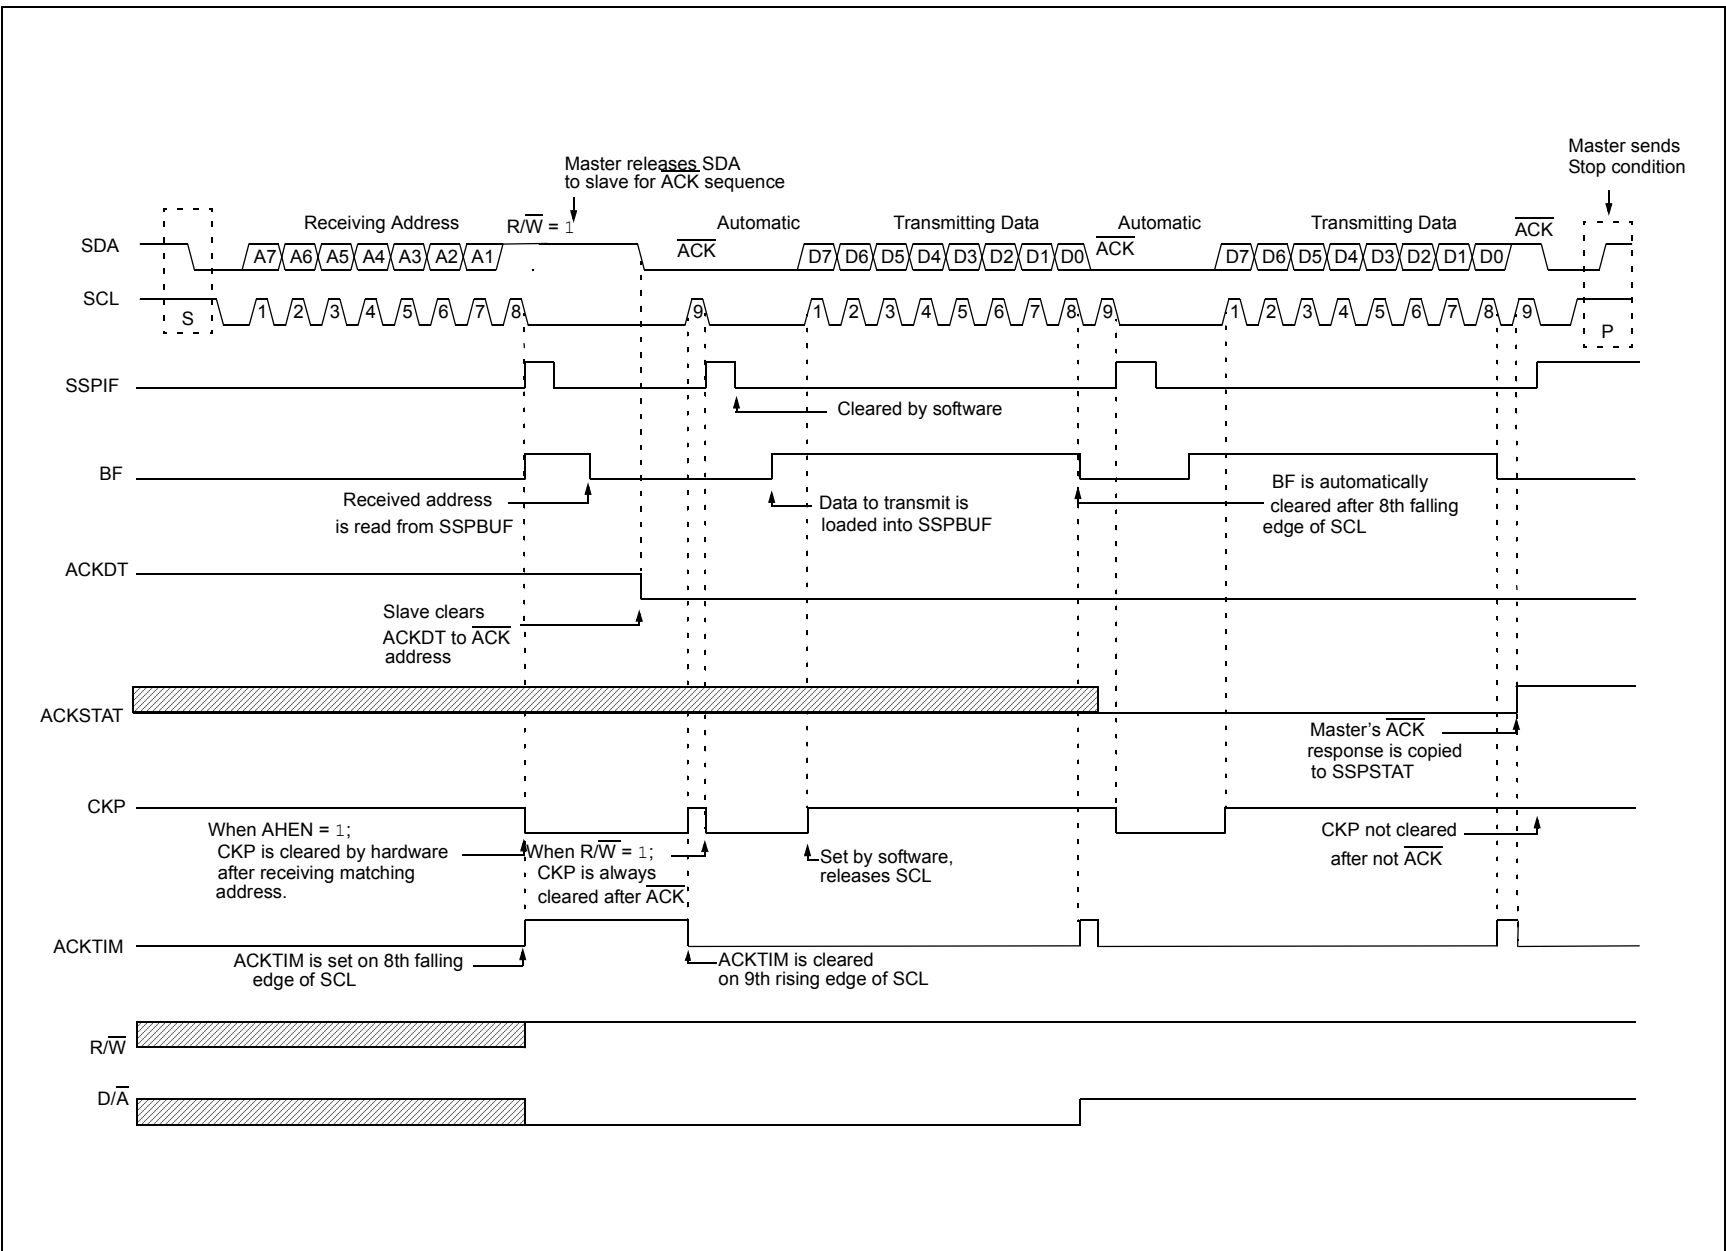 Master sends
Stop condition
Master releases SDA
to slave for A̅C̅K̅ sequence
Receiving Address
R/W̅ = 1
Automatic
Transmitting Data
Automatic
Transmitting Data
A̅C̅K̅
SDA
A7 A6 A5 A4 A3 A2 A1
A̅C̅K̅
D7 D6 D5 D4 D3 D2 D1 D0
A̅C̅K̅
D7 D6 D5 D4 D3 D2 D1 D0
SCL
S
1 2 3 4 5 6 7 8 9 1 2 3 4 5 6 7 8 9 1 2 3 4 5 6 7 8 9
P
SSPIF
Cleared by software
BF
Received address
is read from SSPBUF
Data to transmit is
loaded into SSPBUF
BF is automatically
cleared after 8th falling
edge of SCL
ACKDT
Slave clears
ACKDT to A̅C̅K̅
address
ACKSTAT
Master's A̅C̅K̅
response is copied
to SSPSTAT
CKP
When AHEN = 1;
CKP is cleared by hardware
after receiving matching
address.
When R/W̅ = 1;
CKP is always
cleared after A̅C̅K̅
Set by software,
releases SCL
CKP not cleared
after not A̅C̅K̅
ACKTIM
ACKTIM is set on 8th falling
edge of SCL
ACKTIM is cleared
on 9th rising edge of SCL
R/W̅
D/A̅